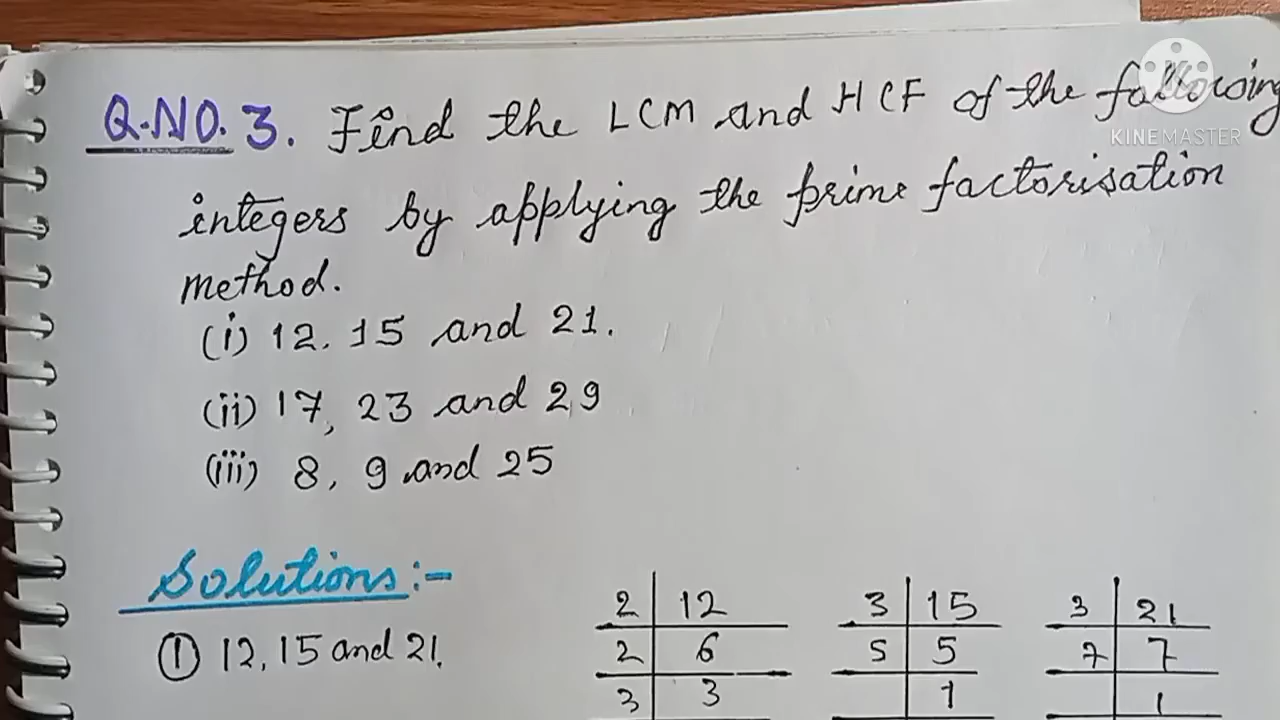 Q.NO. 3. Find the LCM and HCF of the following
KINEMASTER
integers by applying the prime factorisation
method.
(i) 12, 15 and 21.
(ii) 17, 23 and 29
(iii) 8, 9 and 25
Solutions:-
① 12, 15 and 21.
2 | 12 3 | 15 3 | 21
2 | 6 5 | 5 7 | 7
3 | 3 1 1